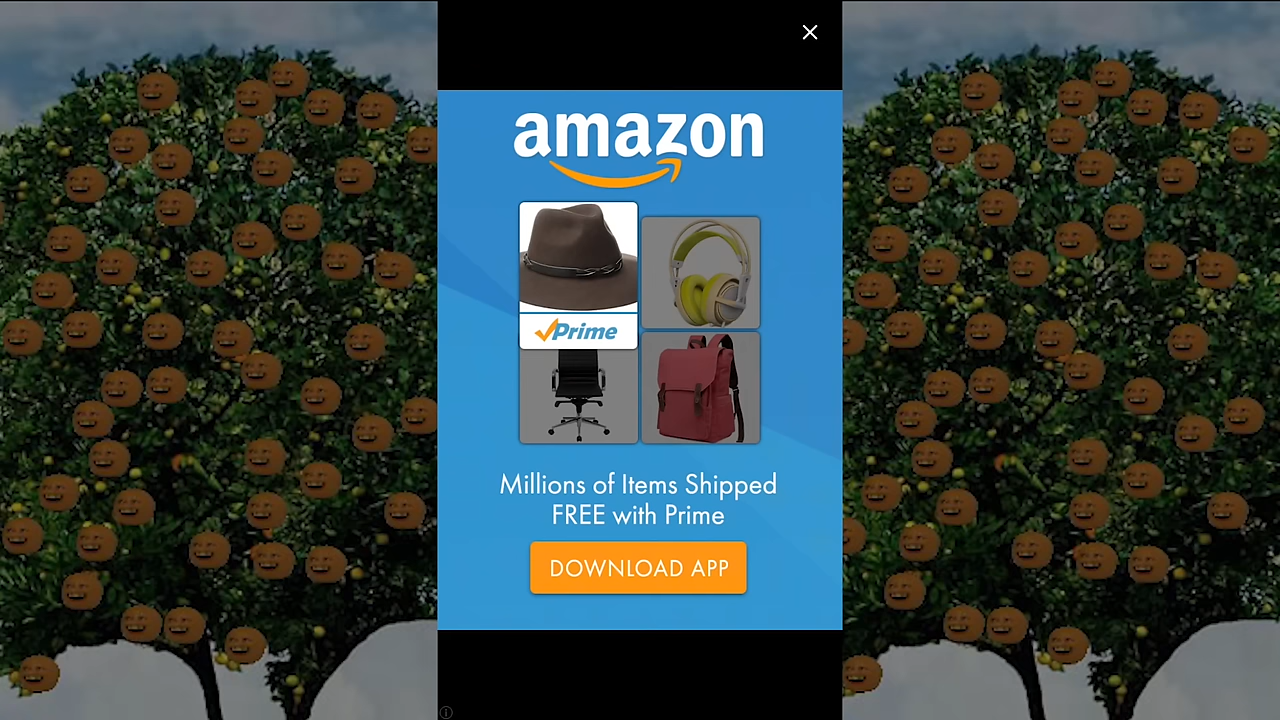 amazon
Prime
Millions of Items Shipped
FREE with Prime
DOWNLOAD APP